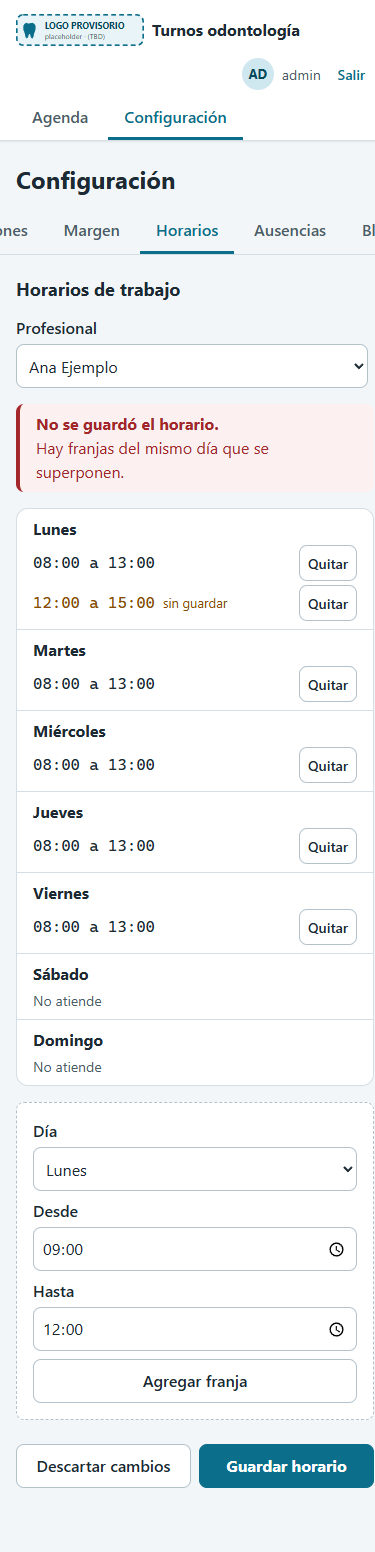 LOGO PROVISORIO
placeholder · (TBD)
Turnos odontología
AD admin Salir
Agenda Configuración
Configuración
ones Margen Horarios Ausencias Bl
Horarios de trabajo
Profesional
Ana Ejemplo
No se guardó el horario.
Hay franjas del mismo día que se
superponen.
Lunes
08:00 a 13:00 Quitar
12:00 a 15:00 sin guardar Quitar
Martes
08:00 a 13:00 Quitar
Miércoles
08:00 a 13:00 Quitar
Jueves
08:00 a 13:00 Quitar
Viernes
08:00 a 13:00 Quitar
Sábado
No atiende
Domingo
No atiende
Día
Lunes
Desde
09:00
Hasta
12:00
Agregar franja
Descartar cambios Guardar horario